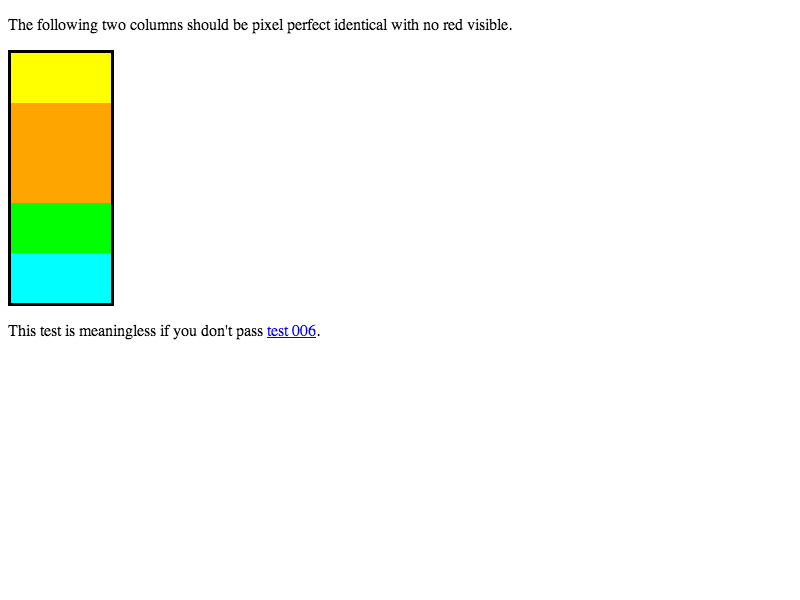 The following two columns should be pixel perfect identical with no red visible.
This test is meaningless if you don't pass test 006.